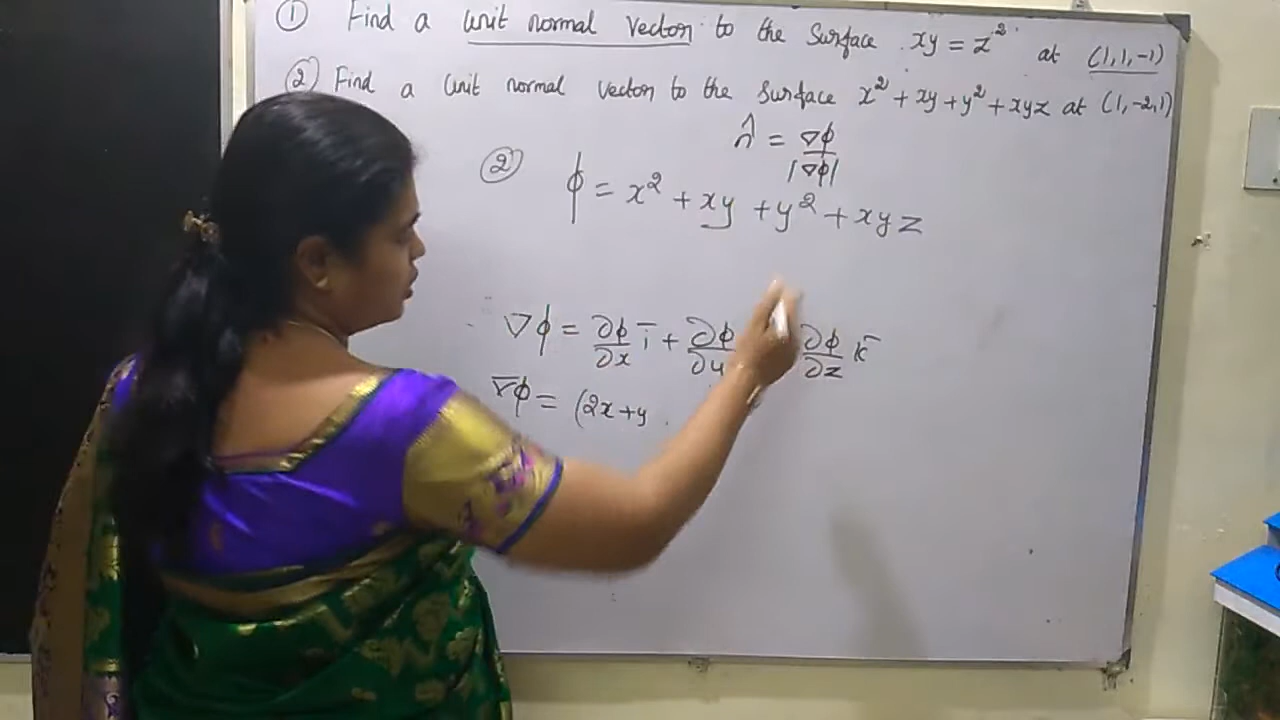 ① Find a unit normal vector to the surface xy = z² at (1,1,-1)
② Find a unit normal vector to the surface x² + xy + y² + xyz at (1,-2,1)
n̂ = ∇ϕ / |∇ϕ|
② ϕ = x² + xy + y² + xyz
∇ϕ = ∂ϕ/∂x i̅ + ∂ϕ/∂y ∂ϕ/∂z k̅
∇ϕ = (2x+y